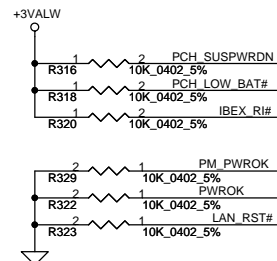 +3VALW
1 2 PCH_SUSPWRDN
R316 10K_0402_5%
1 2 PCH_LOW_BAT#
R318 10K_0402_5%
1 2 IBEX_RI#
R320 10K_0402_5%
2 1 PM_PWROK
R329 10K_0402_5%
2 1 PWROK
R322 10K_0402_5%
2 1 LAN_RST#
R323 10K_0402_5%